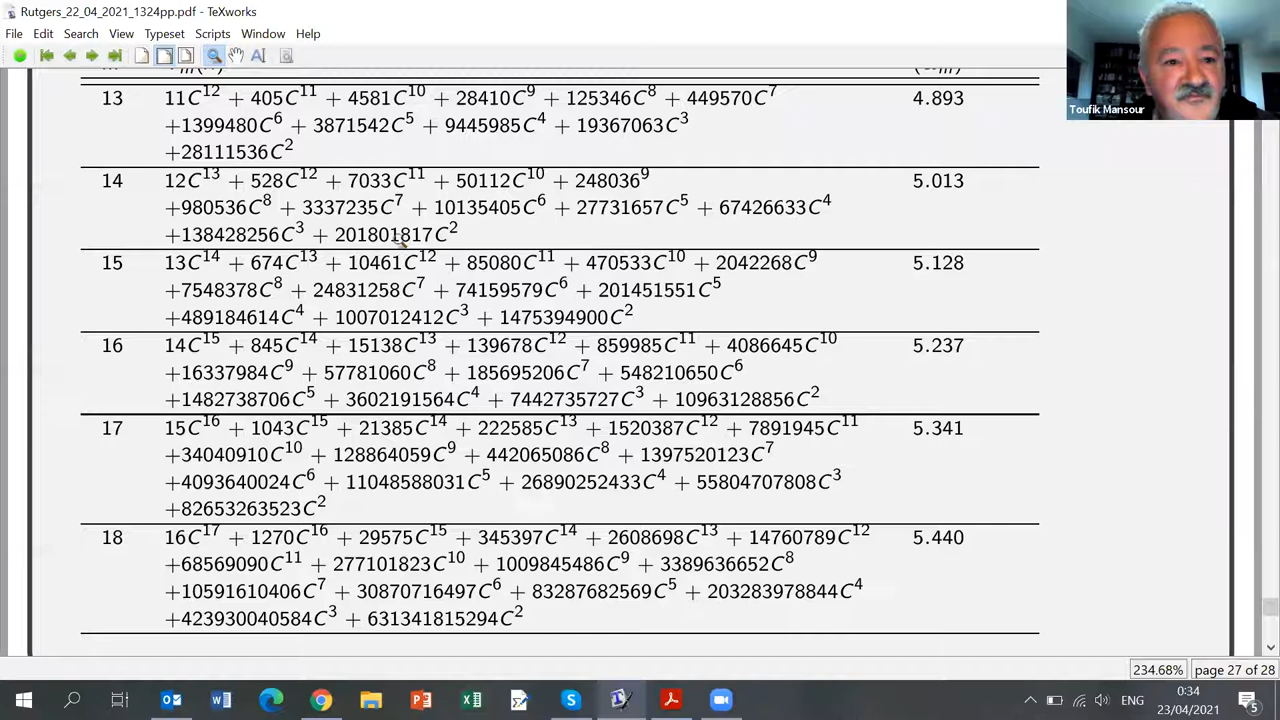 Rutgers_22_04_2021_1324pp.pdf - TeXworks
File Edit Search View Typeset Scripts Window Help
Toufik Mansour
13 11C^12 + 405C^11 + 4581C^10 + 28410C^9 + 125346C^8 + 449570C^7 4.893
+1399480C^6 + 3871542C^5 + 9445985C^4 + 19367063C^3
+28111536C^2
14 12C^13 + 528C^12 + 7033C^11 + 50112C^10 + 248036^9 5.013
+980536C^8 + 3337235C^7 + 10135405C^6 + 27731657C^5 + 67426633C^4
+138428256C^3 + 201801817C^2
15 13C^14 + 674C^13 + 10461C^12 + 85080C^11 + 470533C^10 + 2042268C^9 5.128
+7548378C^8 + 24831258C^7 + 74159579C^6 + 201451551C^5
+489184614C^4 + 1007012412C^3 + 1475394900C^2
16 14C^15 + 845C^14 + 15138C^13 + 139678C^12 + 859985C^11 + 4086645C^10 5.237
+16337984C^9 + 57781060C^8 + 185695206C^7 + 548210650C^6
+1482738706C^5 + 3602191564C^4 + 7442735727C^3 + 10963128856C^2
17 15C^16 + 1043C^15 + 21385C^14 + 222585C^13 + 1520387C^12 + 7891945C^11 5.341
+34040910C^10 + 128864059C^9 + 442065086C^8 + 1397520123C^7
+4093640024C^6 + 11048588031C^5 + 26890252433C^4 + 55804707808C^3
+82653263523C^2
18 16C^17 + 1270C^16 + 29575C^15 + 345397C^14 + 2608698C^13 + 14760789C^12 5.440
+68569090C^11 + 277101823C^10 + 1009845486C^9 + 3389636652C^8
+10591610406C^7 + 30870716497C^6 + 83287682569C^5 + 203283978844C^4
+423930040584C^3 + 631341815294C^2
234.68% page 27 of 28
ENG
0:34
23/04/2021
5